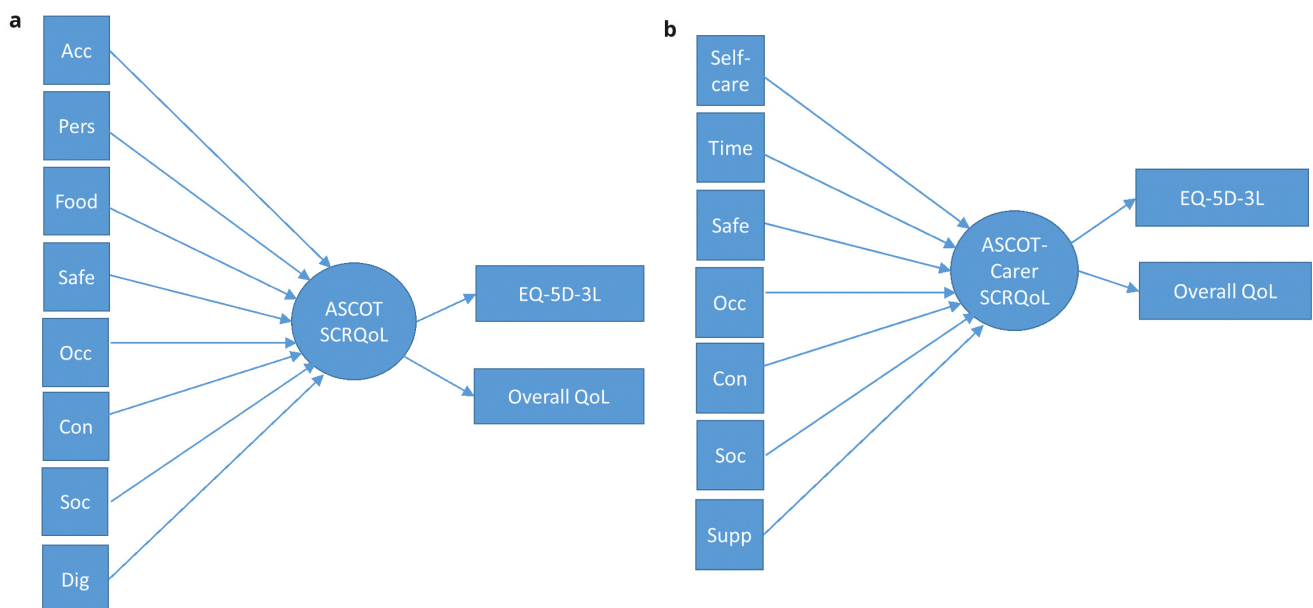 a
Acc
Pers
Food
Safe
Occ
Con
Soc
Dig
ASCOT
SCRQoL
EQ-5D-3L
Overall QoL
b
Self-
care
Time
Safe
Occ
Con
Soc
Supp
ASCOT-
Carer
SCRQoL
EQ-5D-3L
Overall QoL